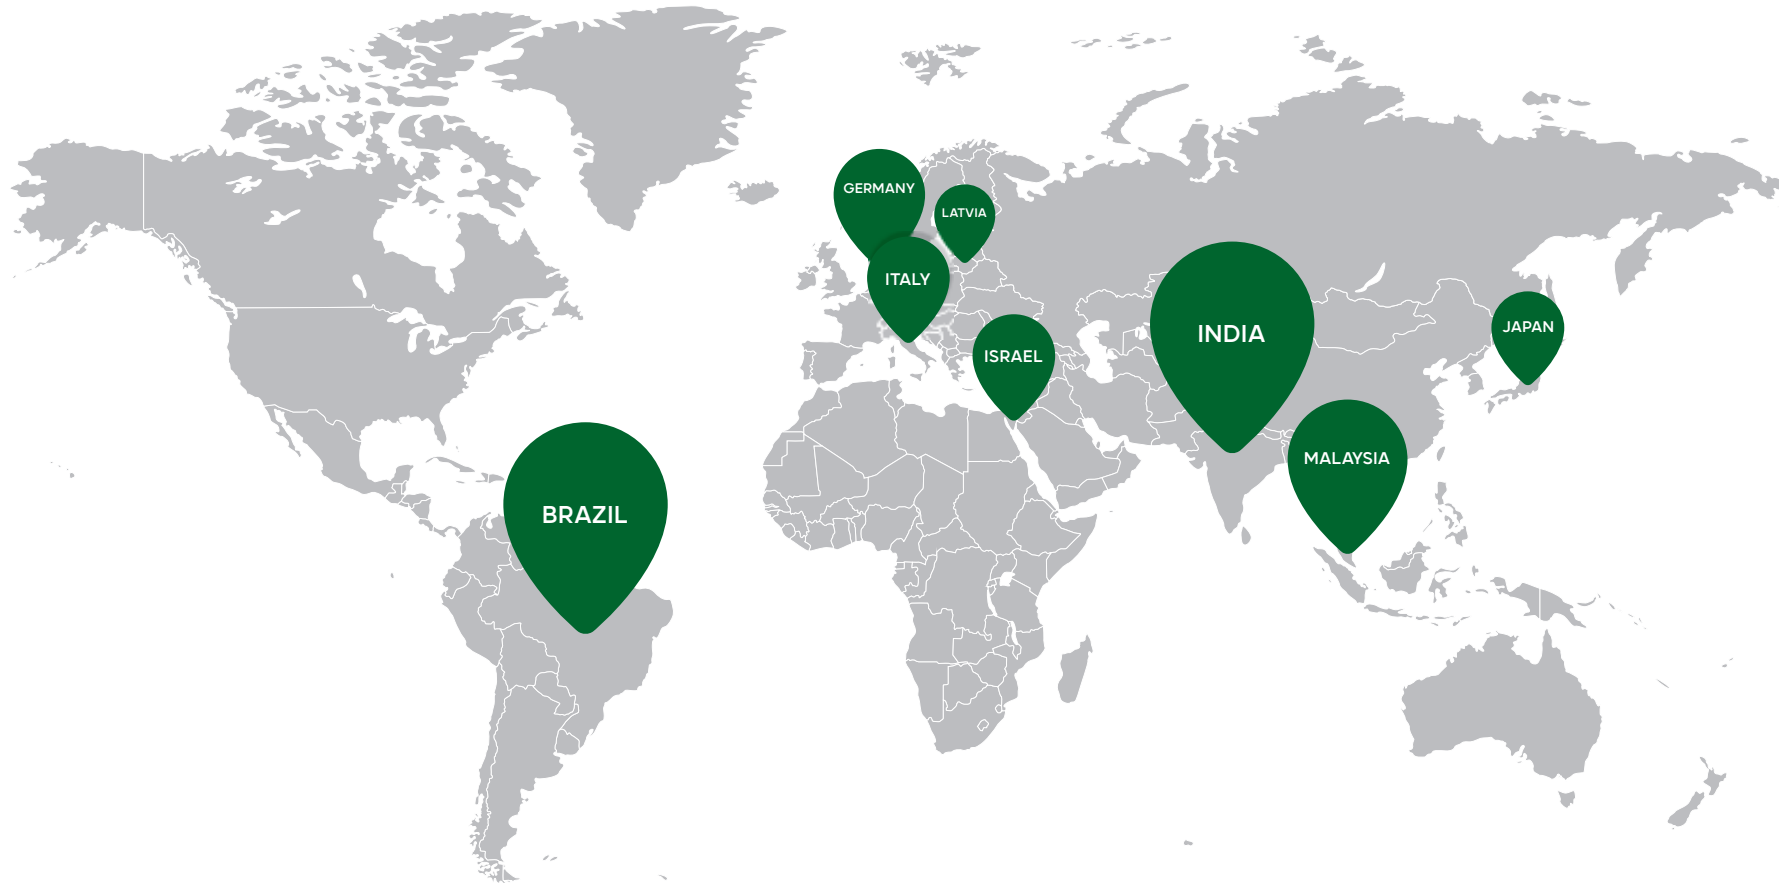 GERMANY
LATVIA
ITALY
INDIA
JAPAN
ISRAEL
MALAYSIA
BRAZIL